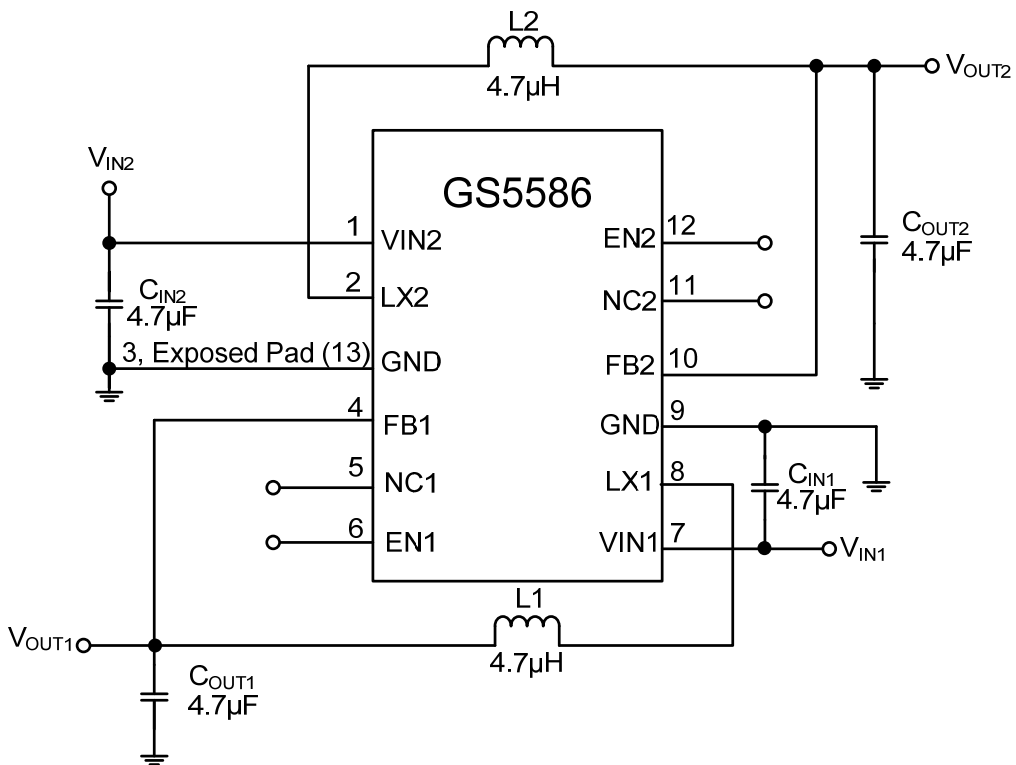 L2
4.7µH
VOUT2
VIN2
GS5586
1
VIN2
EN2
12
COUT2
4.7µF
2
LX2
NC2
11
CIN2
4.7µF
3, Exposed Pad (13)
GND
FB2
10
4
FB1
GND
9
5
NC1
LX1
8
CIN1
4.7µF
6
EN1
VIN1
7
VIN1
L1
4.7µH
VOUT1
COUT1
4.7µF